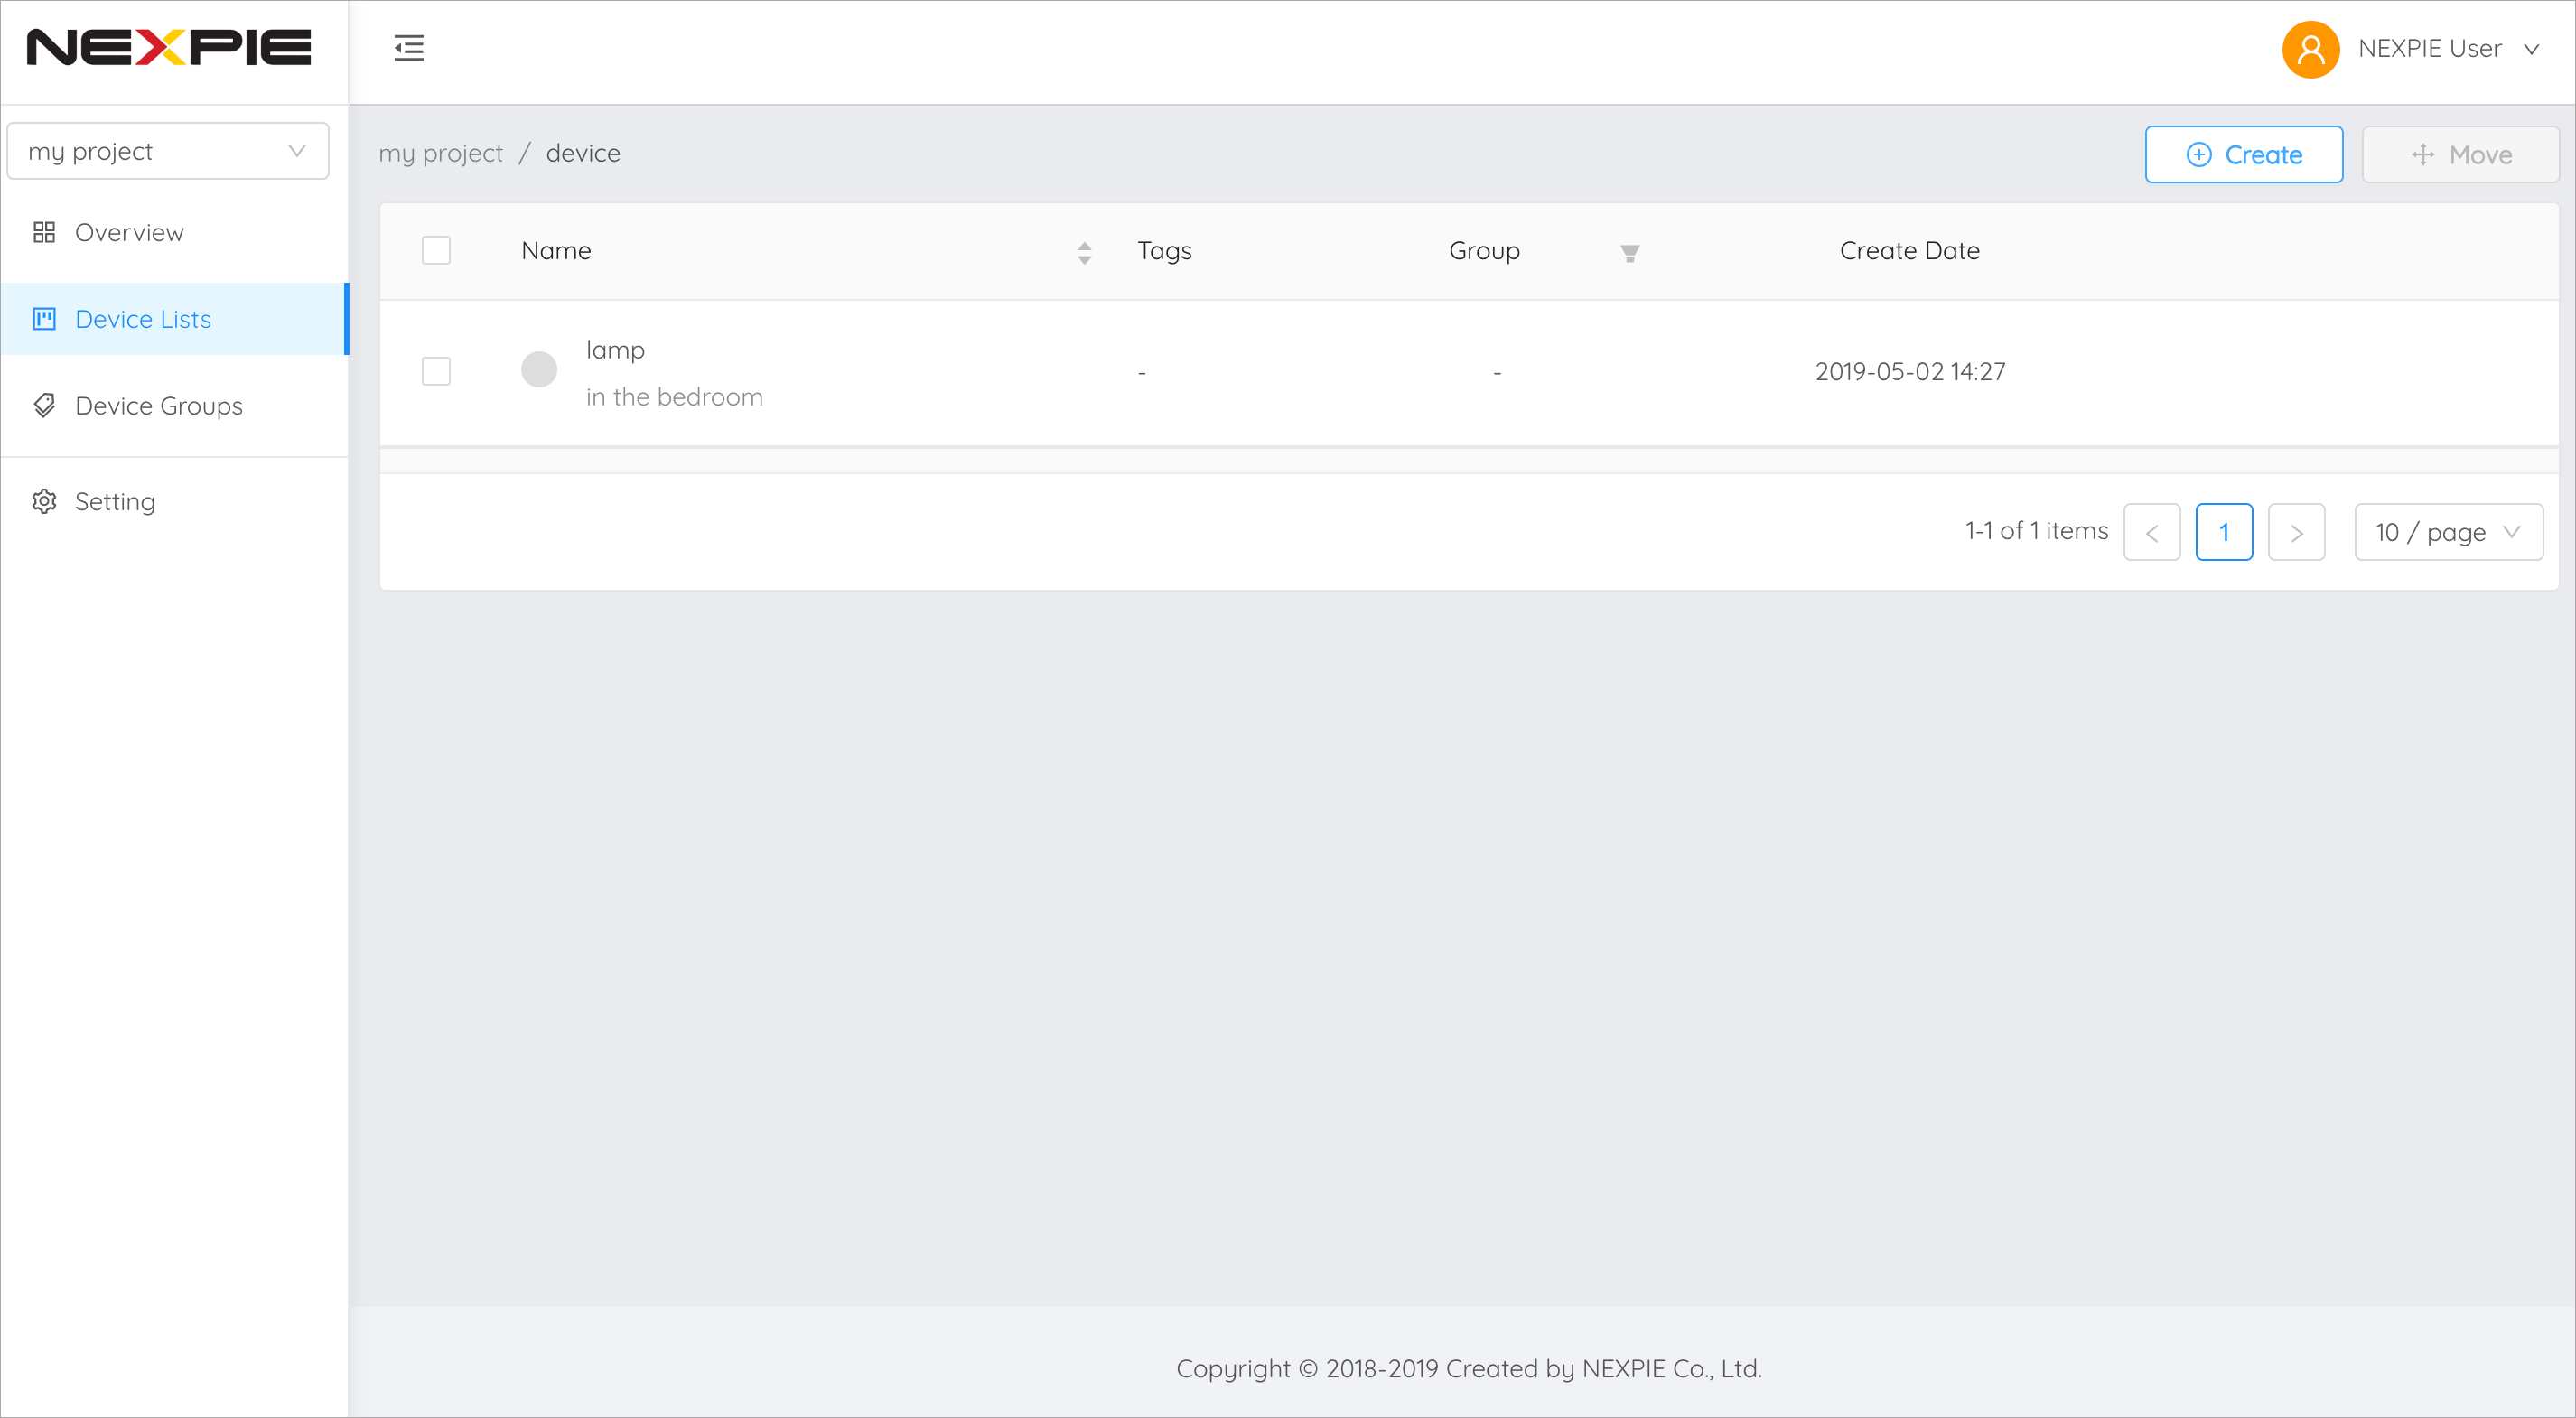 NEXPIE
NEXPIE User
my project
my project / device
Create
Move
Overview
Device Lists
Device Groups
Setting
Name
Tags
Group
Create Date
lamp
in the bedroom
-
-
2019-05-02 14:27
1-1 of 1 items
<
1
>
10 / page
Copyright © 2018-2019 Created by NEXPIE Co., Ltd.